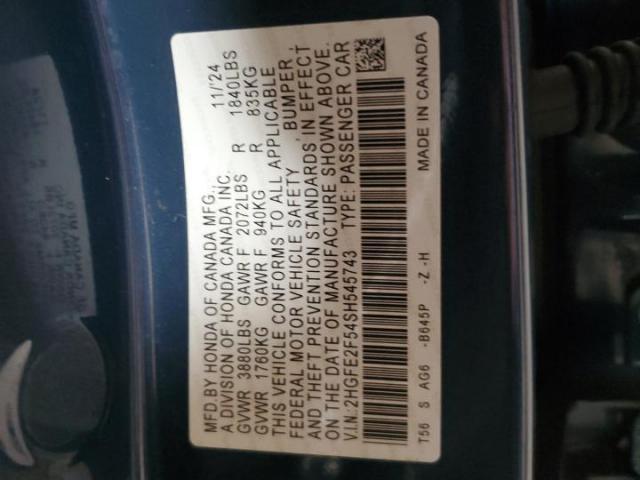 MFD.BY HONDA OF CANADA MFG., 11/24
A DIVISION OF HONDA CANADA INC.
GVWR 3880LBS GAWR F 2072LBS R 1840LBS
GVWR 1760KG GAWR F 940KG R 835KG
THIS VEHICLE CONFORMS TO ALL APPLICABLE
FEDERAL MOTOR VEHICLE SAFETY , BUMPER ,
AND THEFT PREVENTION STANDARDS IN EFFECT
ON THE DATE OF MANUFACTURE SHOWN ABOVE.
V.I.N.:2HGFE2F54SH545743 TYPE: PASSENGER CAR
T56 S AG6 -B645P -Z -H MADE IN CANADA